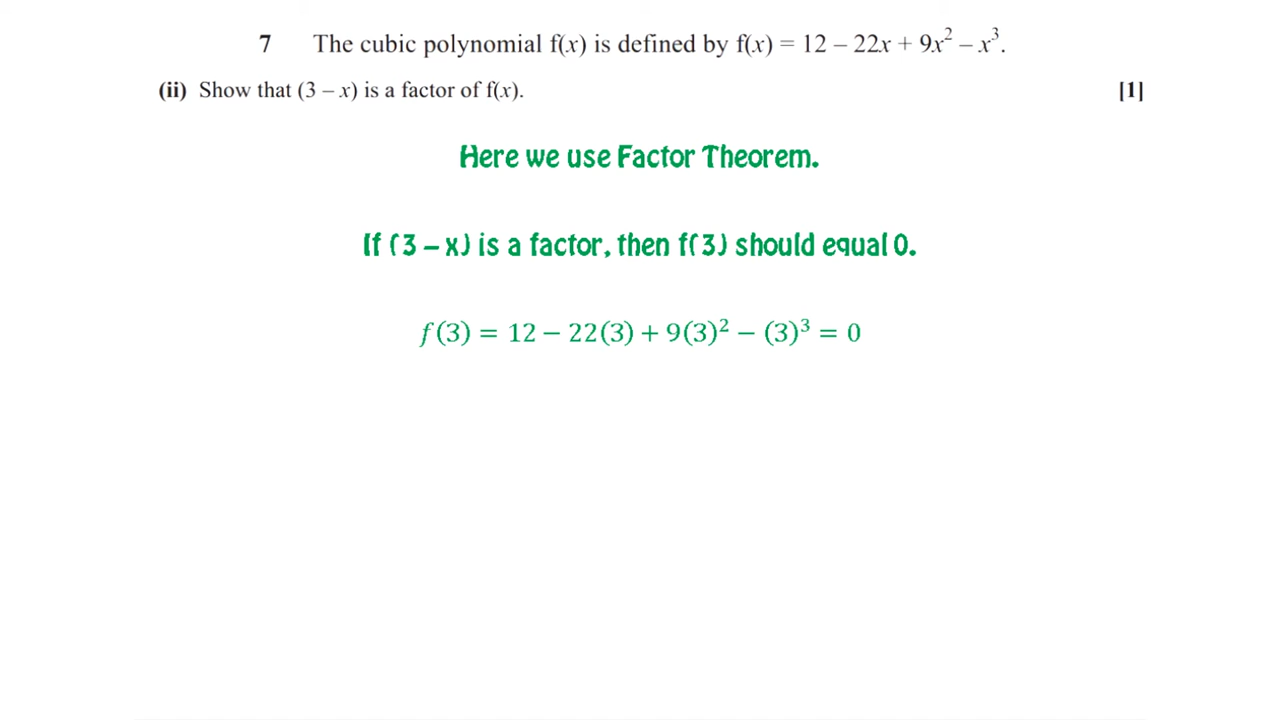 7 The cubic polynomial f(x) is defined by f(x) = 12 – 22x + 9x² – x³.
(ii) Show that (3 – x) is a factor of f(x). [1]
Here we use Factor Theorem.
If (3 – x) is a factor, then f(3) should equal 0.
f(3) = 12 − 22(3) + 9(3)² − (3)³ = 0